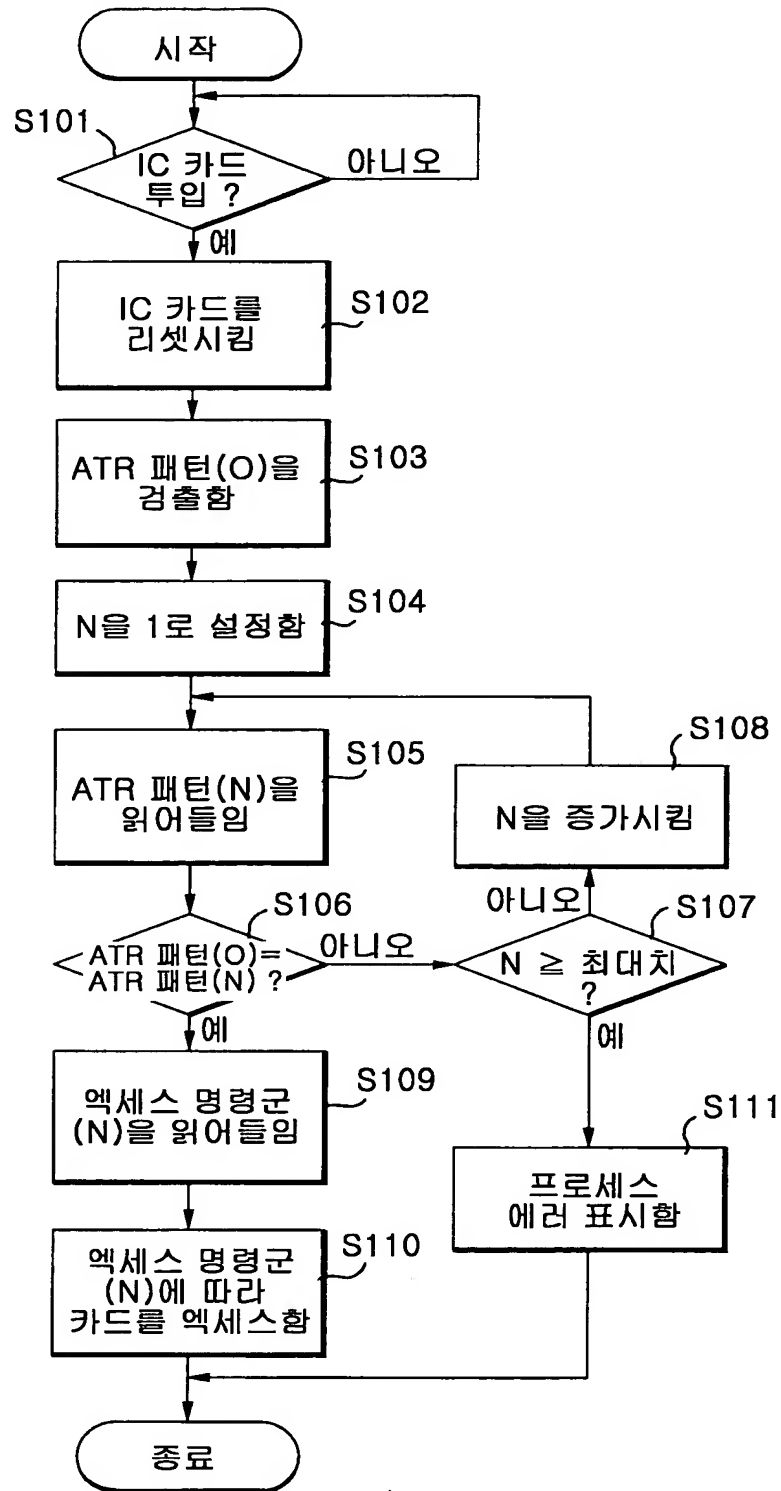 시작
S101
IC 카드
투입 ?
아니오
예
IC 카드를
리셋시킴
S102
ATR 패턴(O)을
검출함
S103
N을 1로 설정함
S104
ATR 패턴(N)을
읽어들임
S105
S108
N을 증가시킴
아니오
S106
ATR 패턴(O)=
ATR 패턴(N) ?
아니오
S107
N ≥ 최대치
?
예
예
엑세스 명령군
(N)을 읽어들임
S109
S111
프로세스
에러 표시함
엑세스 명령군
(N)에 따라
카드를 엑세스함
S110
종료